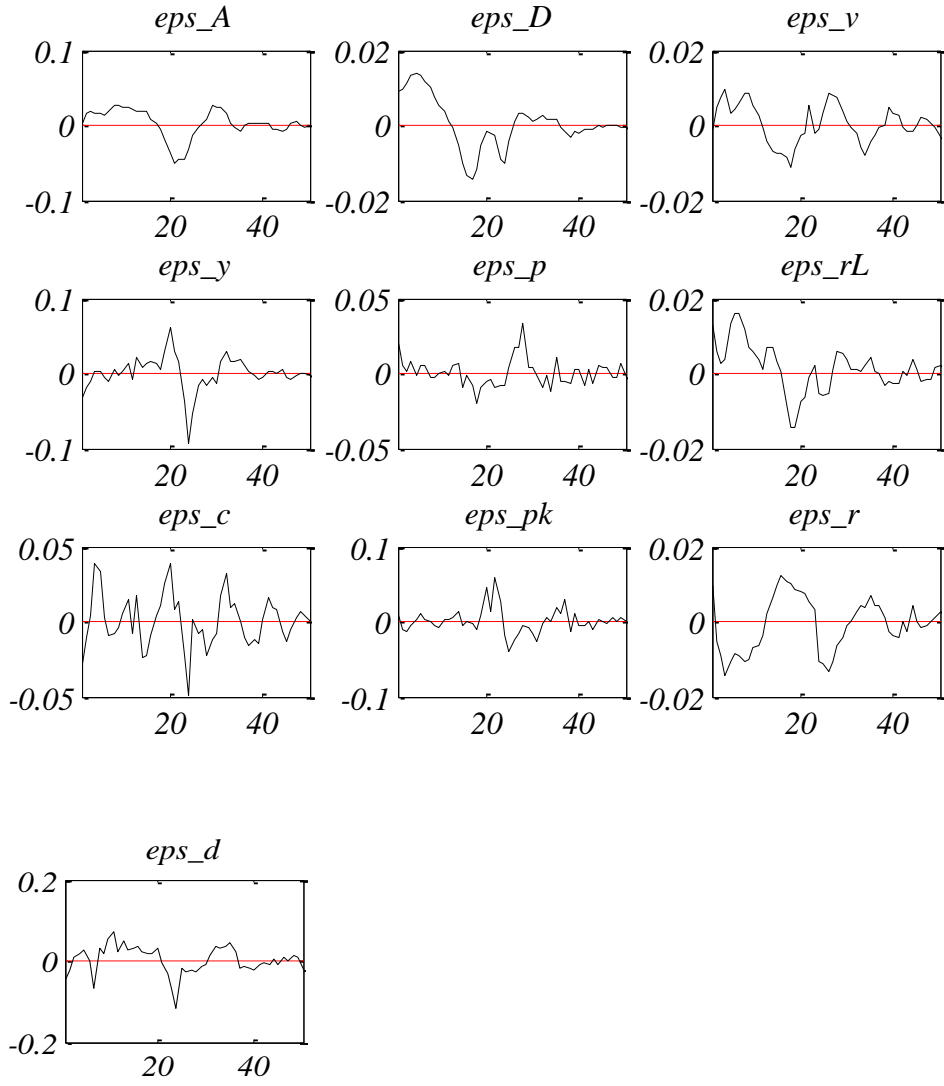 eps_A eps_D eps_v
0.1 0.02 0.02
0 0 0
-0.1 -0.02 -0.02
20 40 20 40 20 40
eps_y eps_p eps_rL
0.1 0.05 0.02
0 0 0
-0.1 -0.05 -0.02
20 40 20 40 20 40
eps_c eps_pk eps_r
0.05 0.1 0.02
0 0 0
-0.05 -0.1 -0.02
20 40 20 40 20 40
eps_d
0.2
0
-0.2
20 40